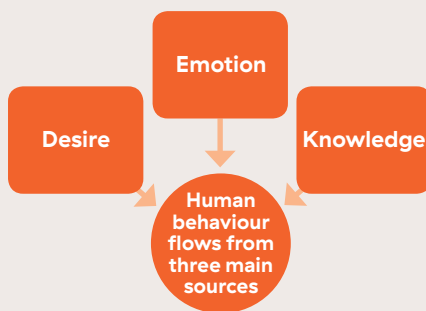 Emotion
Desire
Knowledge
Human
behaviour
flows from
three main
sources